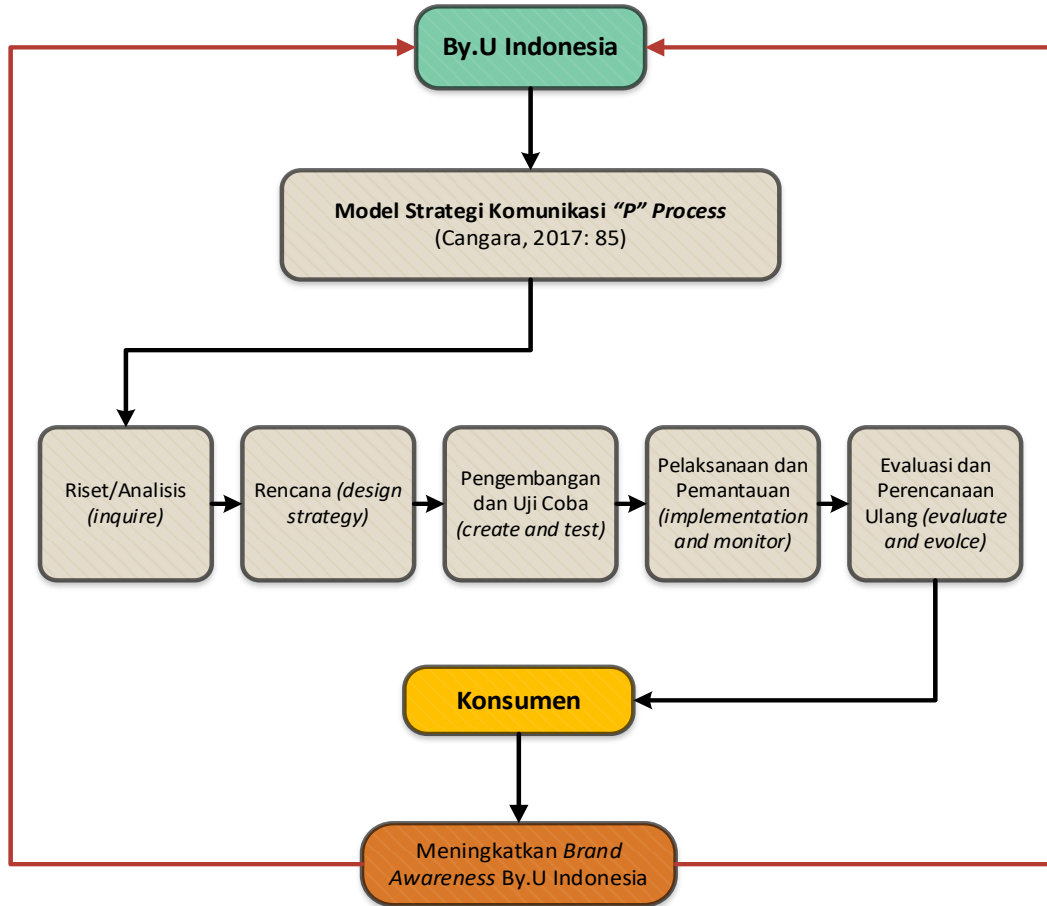 By.U Indonesia
Model Strategi Komunikasi “P” Process
(Cangara, 2017: 85)
Riset/Analisis
(inquire)
Rencana (design
strategy)
Pengembangan
dan Uji Coba
(create and test)
Pelaksanaan dan
Pemantauan
(implementation
and monitor)
Evaluasi dan
Perencanaan
Ulang (evaluate
and evolce)
Konsumen
Meningkatkan Brand
Awareness By.U Indonesia